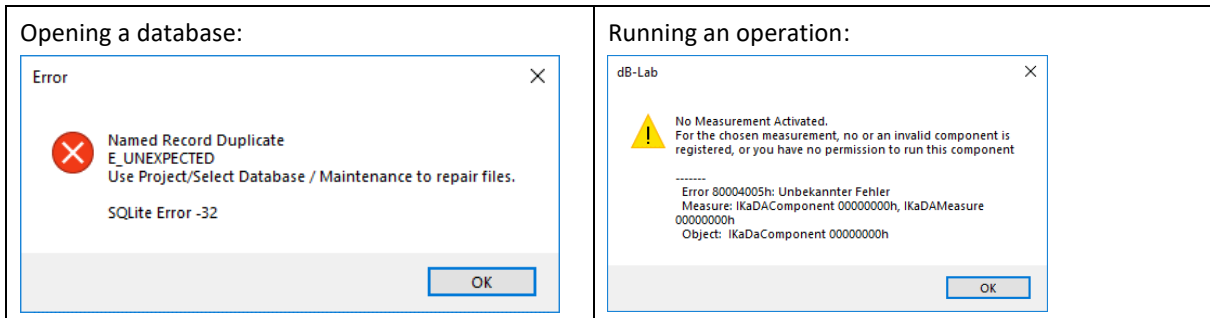 Opening a database:
Error
Named Record Duplicate
E_UNEXPECTED
Use Project/Select Database / Maintenance to repair files.
SQLite Error -32
OK
Running an operation:
dB-Lab
No Measurement Activated.
For the chosen measurement, no or an invalid component is
registered, or you have no permission to run this component
-------
Error 80004005h: Unbekannter Fehler
Measure: IKaDAComponent 00000000h, IKaDAMeasure
00000000h
Object: IKaDaComponent 00000000h
OK